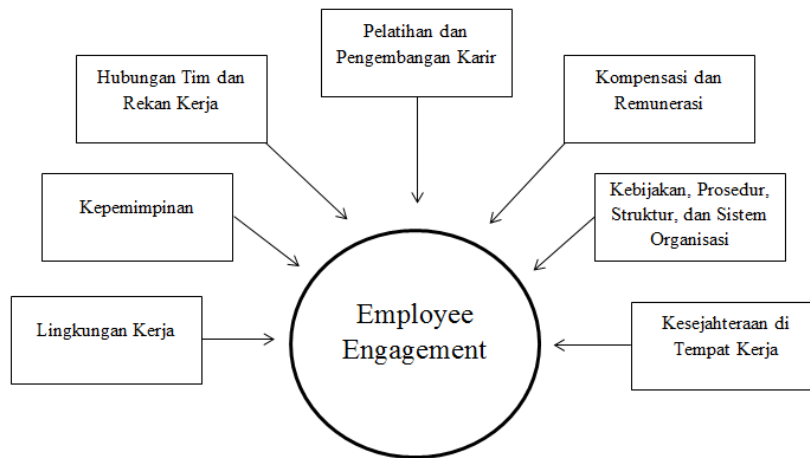 Pelatihan dan
Pengembangan Karir
Hubungan Tim dan
Rekan Kerja
Kompensasi dan
Remunerasi
Kepemimpinan
Kebijakan, Prosedur,
Struktur, dan Sistem
Organisasi
Lingkungan Kerja
Employee
Engagement
Kesejahteraan di
Tempat Kerja